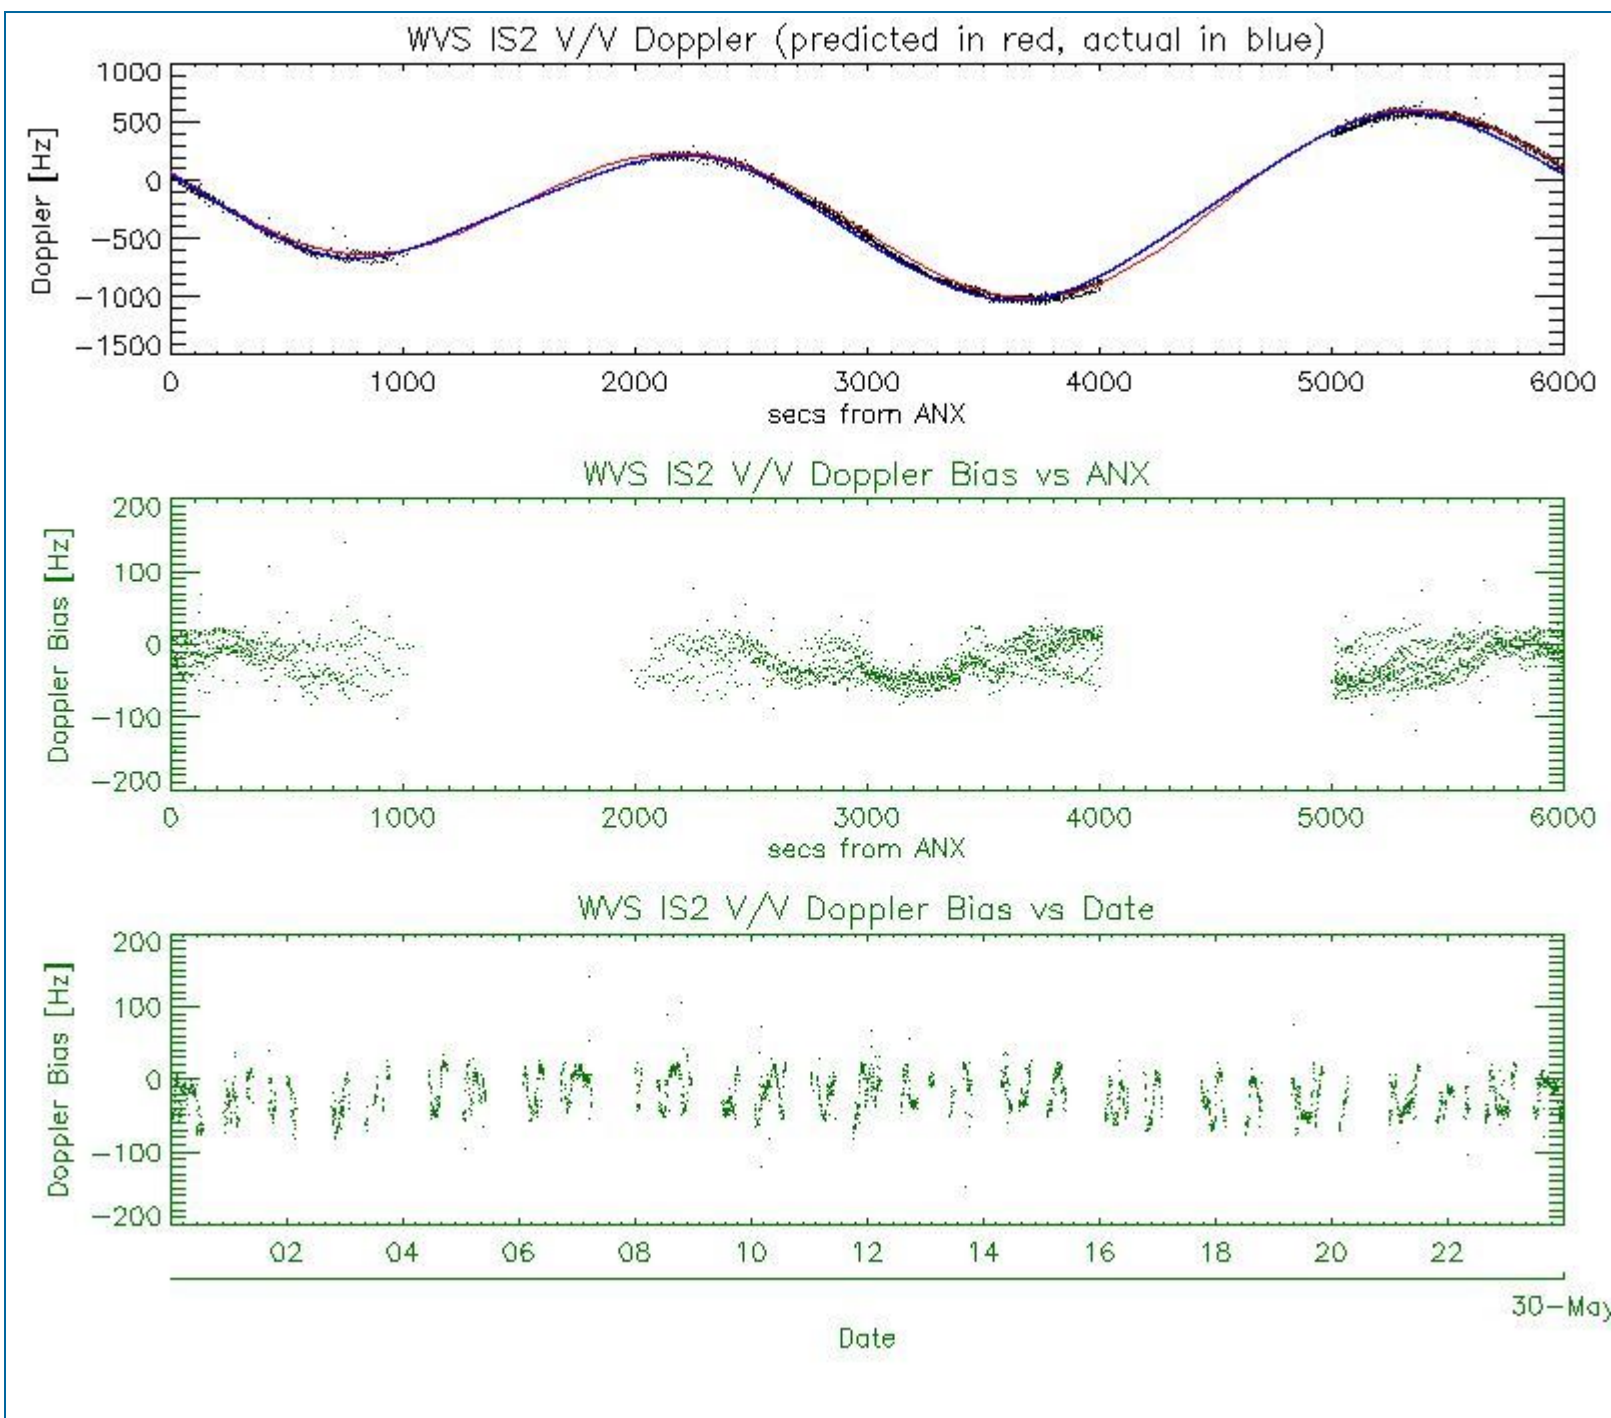 WVS IS2 V/V Doppler (predicted in red, actual in blue)
1000
500
0
-500
-1000
-1500
Doppler [Hz]
0 1000 2000 3000 4000 5000 6000
secs from ANX
WVS IS2 V/V Doppler Bias vs ANX
200
100
0
-100
-200
Doppler Bias [Hz]
0 1000 2000 3000 4000 5000 6000
secs from ANX
WVS IS2 V/V Doppler Bias vs Date
200
100
0
-100
-200
Doppler Bias [Hz]
02 04 06 08 10 12 14 16 18 20 22
30-May
Date